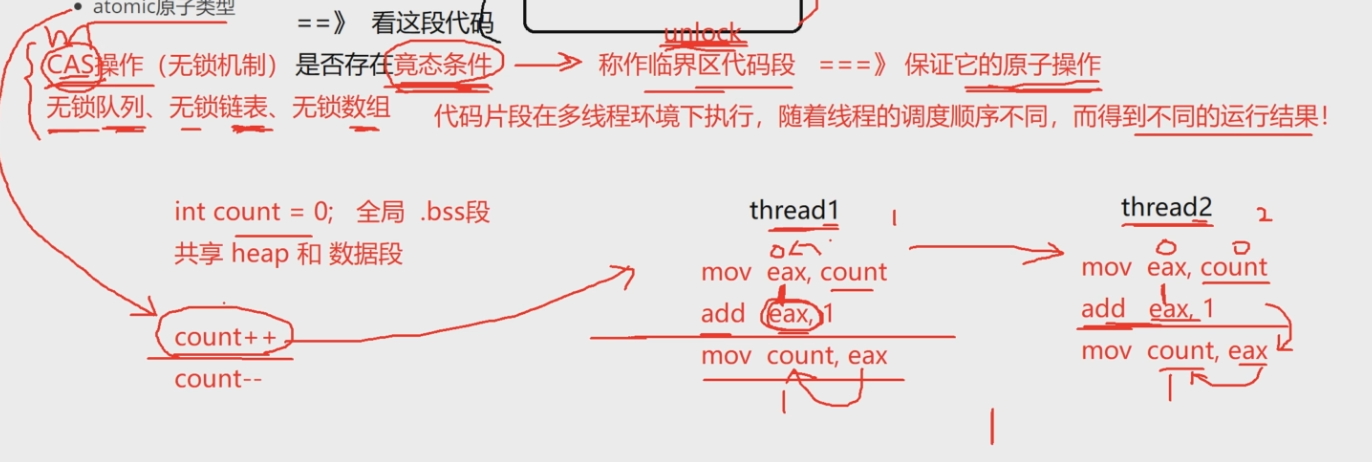 • atomic原子类型
==》 看这段代码
unlock
CAS操作（无锁机制） 是否存在竟态条件 称作临界区代码段 ===》 保证它的原子操作
无锁队列、无锁链表、无锁数组 代码片段在多线程环境下执行，随着线程的调度顺序不同，而得到不同的运行结果！
int count = 0; 全局 .bss段
共享 heap 和 数据段
count++
count--
thread1 1
0
mov eax, count
add eax, 1
mov count, eax
1
thread2 2
0 0
mov eax, count
add eax, 1
mov count, eax
1
1